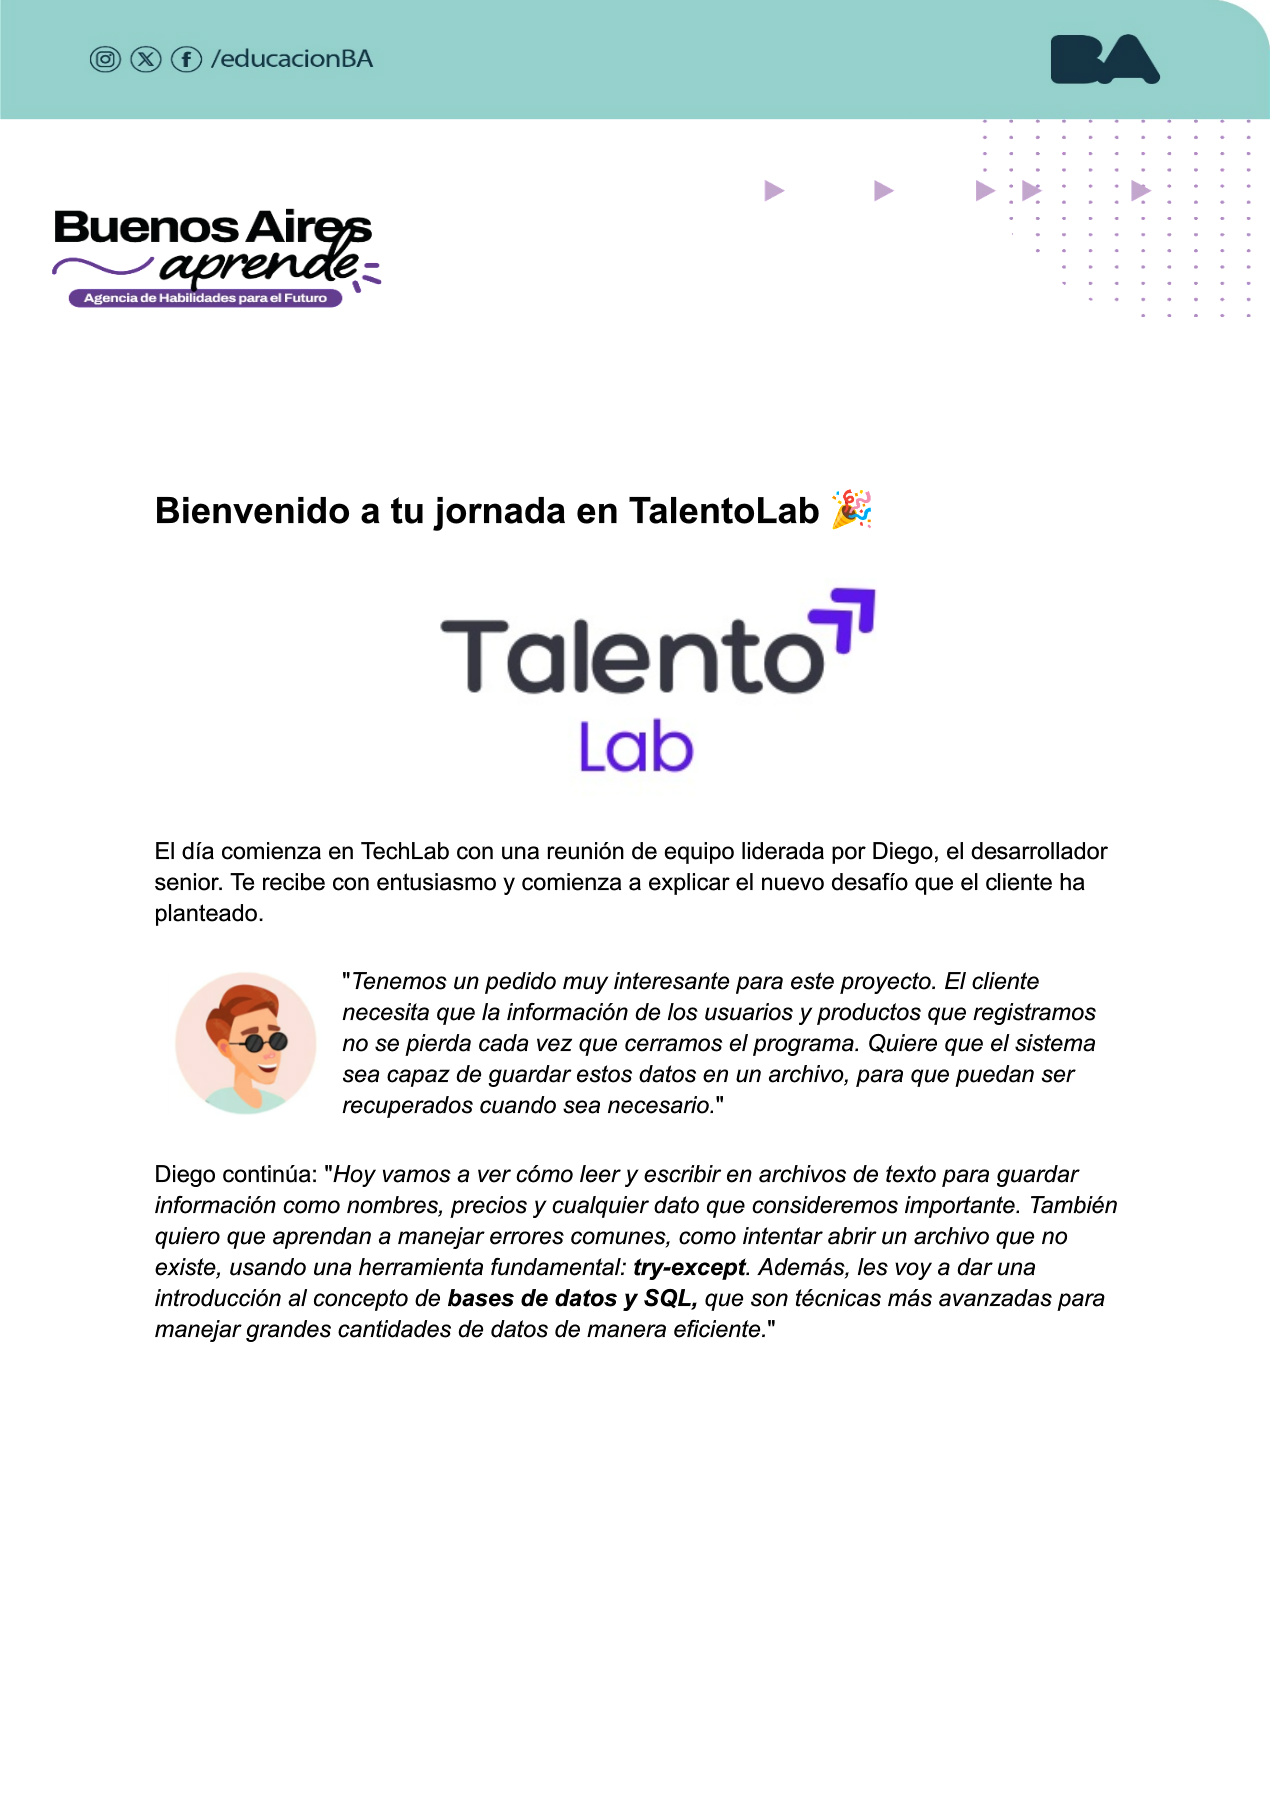 /educacionBA
BA
Buenos Aires
aprende
Agencia de Habilidades para el Futuro
Bienvenido a tu jornada en TalentoLab 🎉
Talento
Lab
El día comienza en TechLab con una reunión de equipo liderada por Diego, el desarrollador
senior. Te recibe con entusiasmo y comienza a explicar el nuevo desafío que el cliente ha
planteado.
"Tenemos un pedido muy interesante para este proyecto. El cliente
necesita que la información de los usuarios y productos que registramos
no se pierda cada vez que cerramos el programa. Quiere que el sistema
sea capaz de guardar estos datos en un archivo, para que puedan ser
recuperados cuando sea necesario."
Diego continúa: "Hoy vamos a ver cómo leer y escribir en archivos de texto para guardar
información como nombres, precios y cualquier dato que consideremos importante. También
quiero que aprendan a manejar errores comunes, como intentar abrir un archivo que no
existe, usando una herramienta fundamental: try-except. Además, les voy a dar una
introducción al concepto de bases de datos y SQL, que son técnicas más avanzadas para
manejar grandes cantidades de datos de manera eficiente."